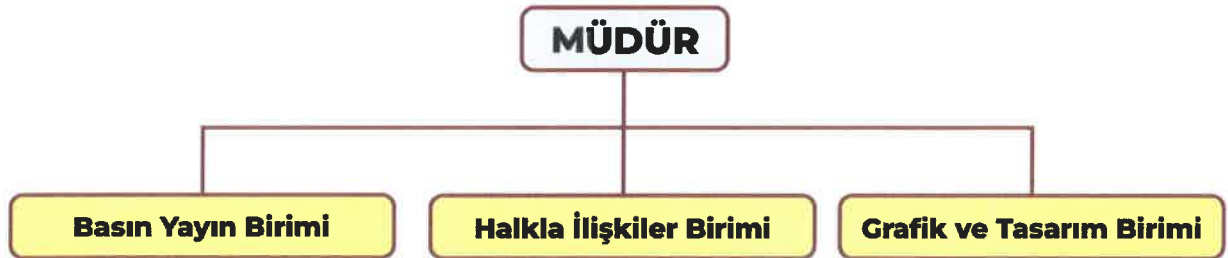 MÜDÜR
Basın Yayın Birimi
Halkla İlişkiler Birimi
Grafik ve Tasarım Birimi